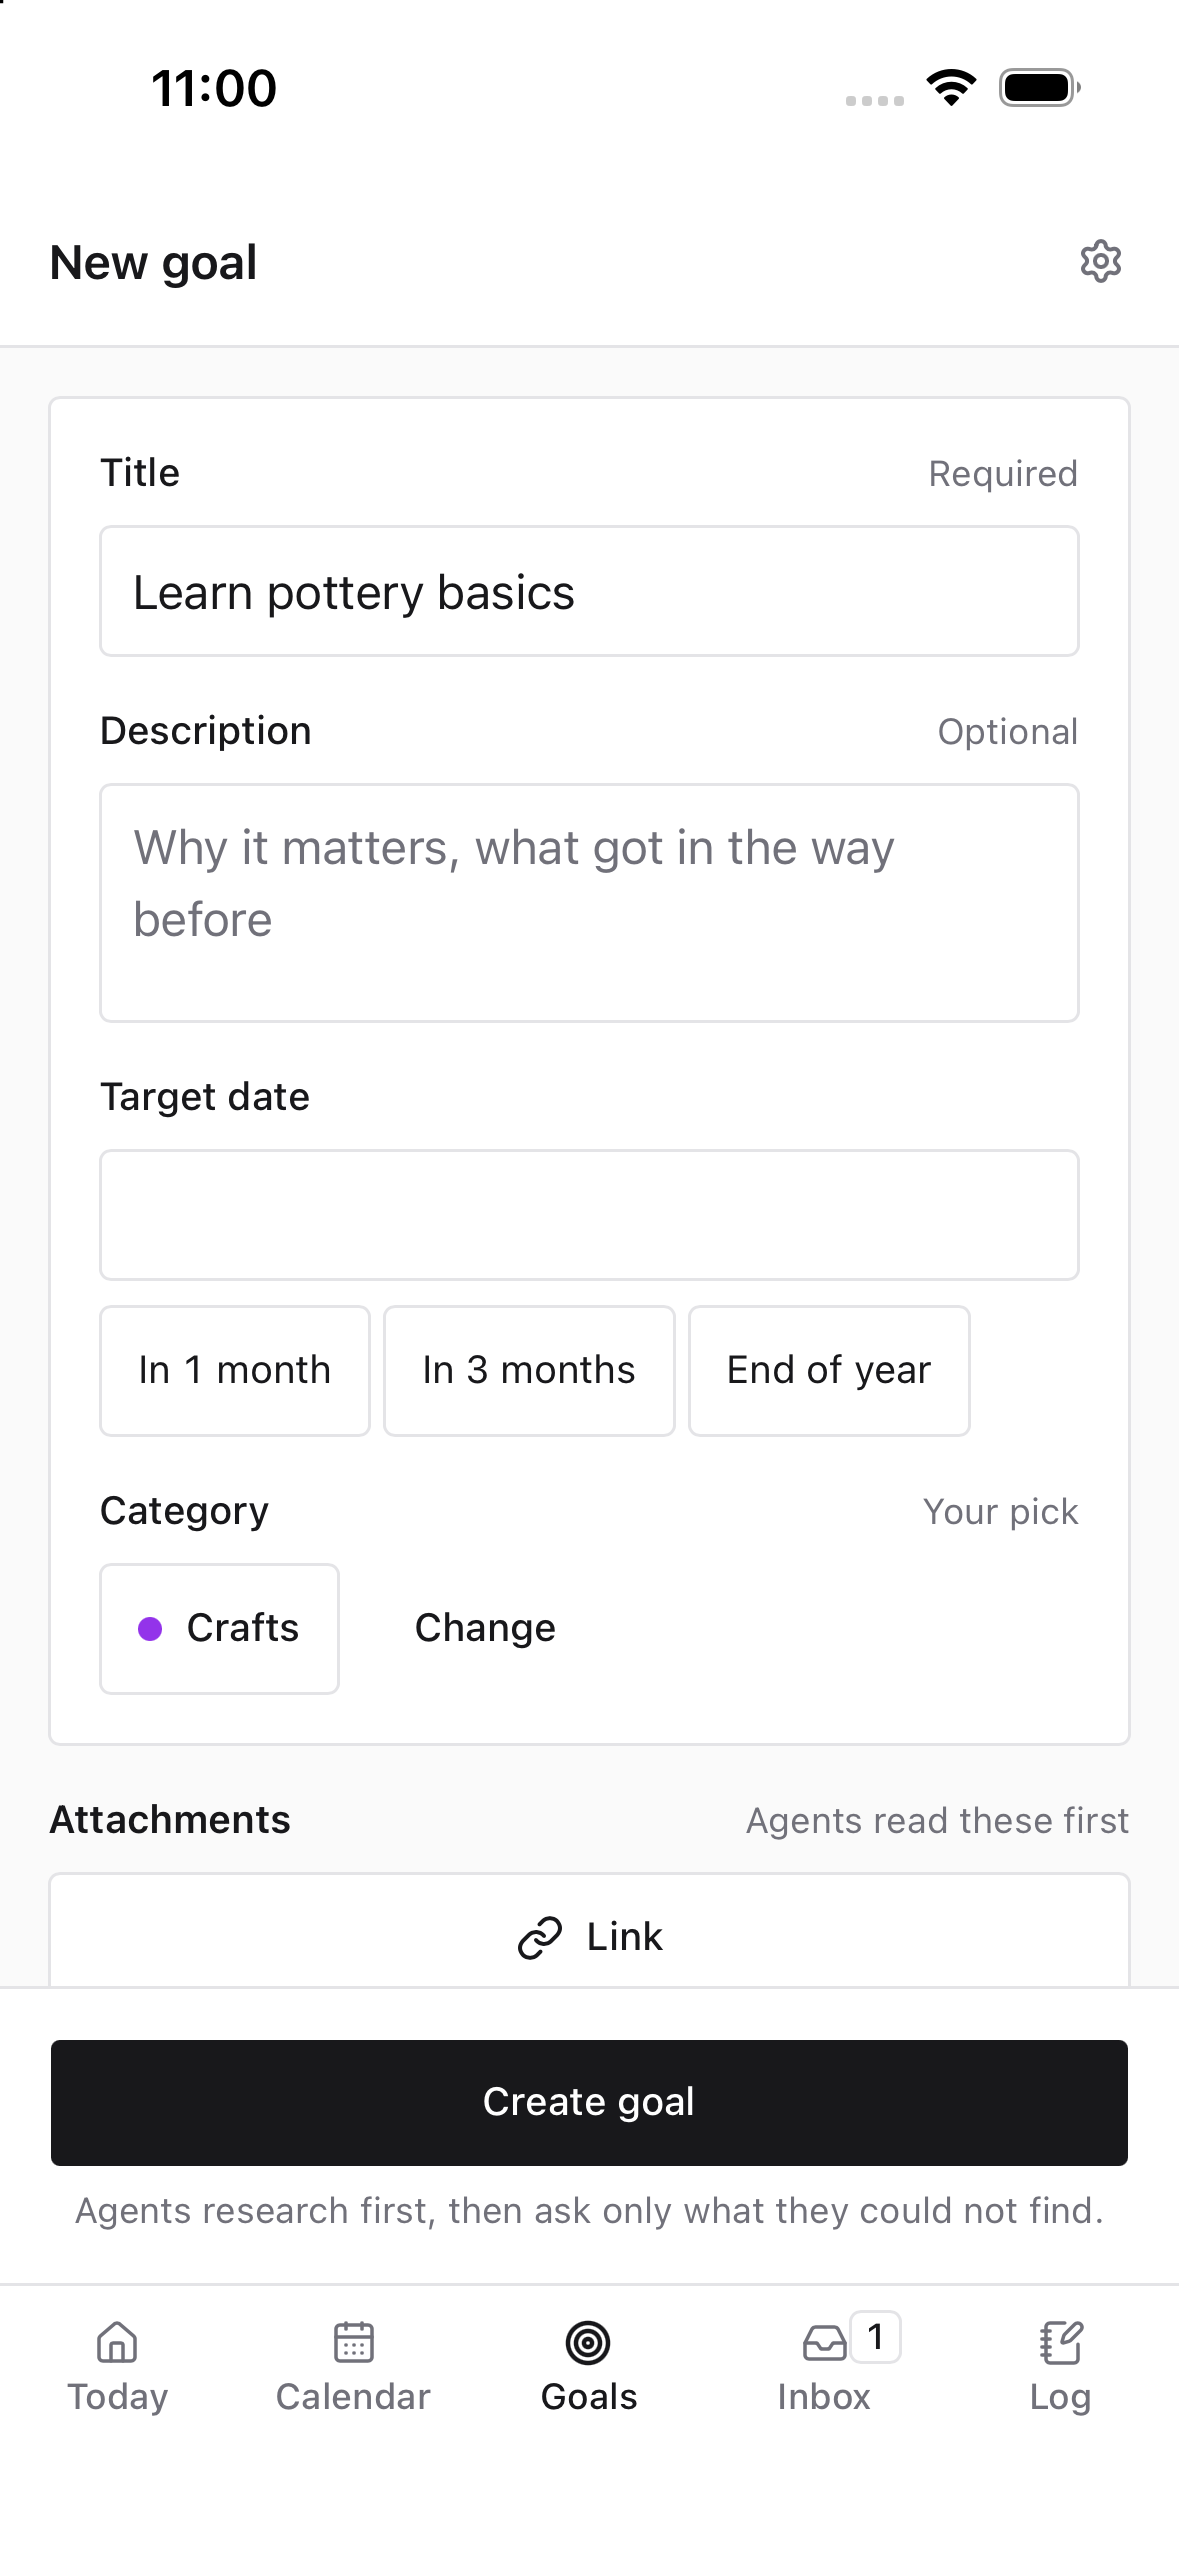 11:00
New goal
Title
Required
Learn pottery basics
Description
Optional
Why it matters, what got in the way
before
Target date
In 1 month
In 3 months
End of year
Category
Your pick
Crafts
Change
Attachments
Agents read these first
Link
Create goal
Agents research first, then ask only what they could not find.
1
Today
Calendar
Goals
Inbox
Log